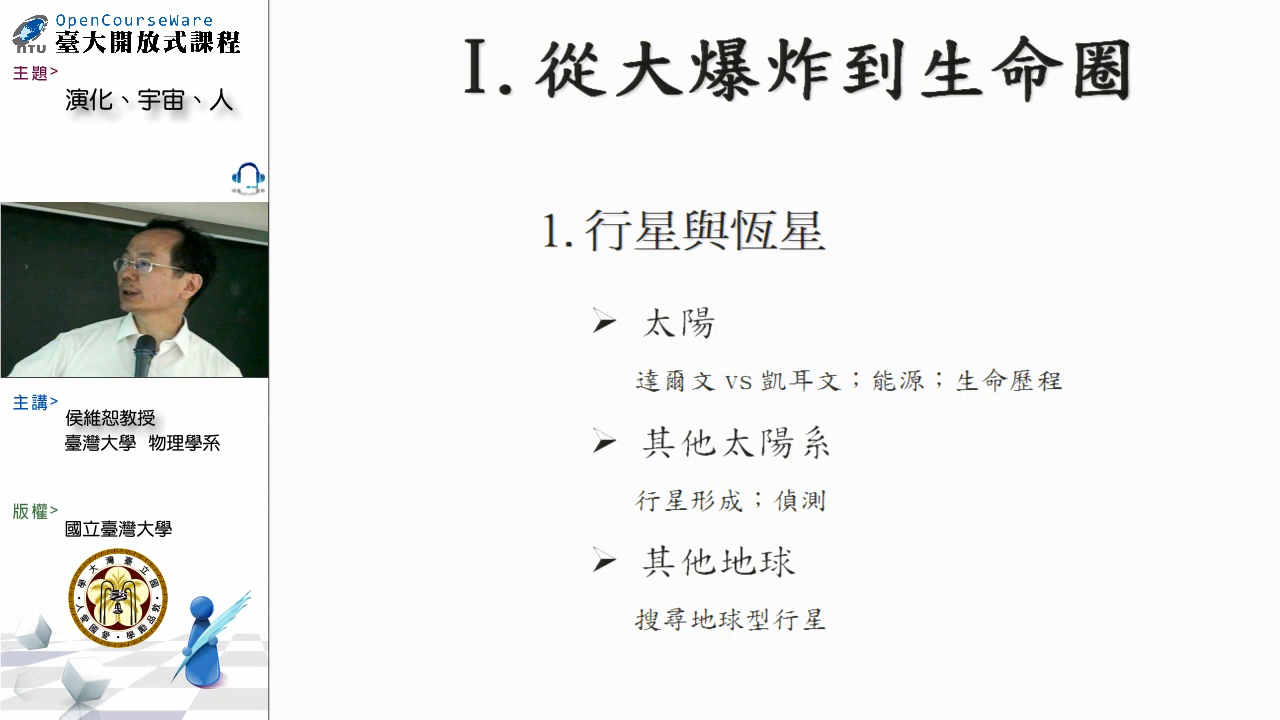 OpenCourseWare
NTU
臺大開放式課程
主題>
演化、宇宙、人
主講>
侯維恕教授
臺灣大學 物理學系
版權>
國立臺灣大學
I.從大爆炸到生命圈
1.行星與恆星
➢ 太陽
達爾文 vs 凱耳文；能源；生命歷程
➢ 其他太陽系
行星形成；偵測
➢ 其他地球
搜尋地球型行星